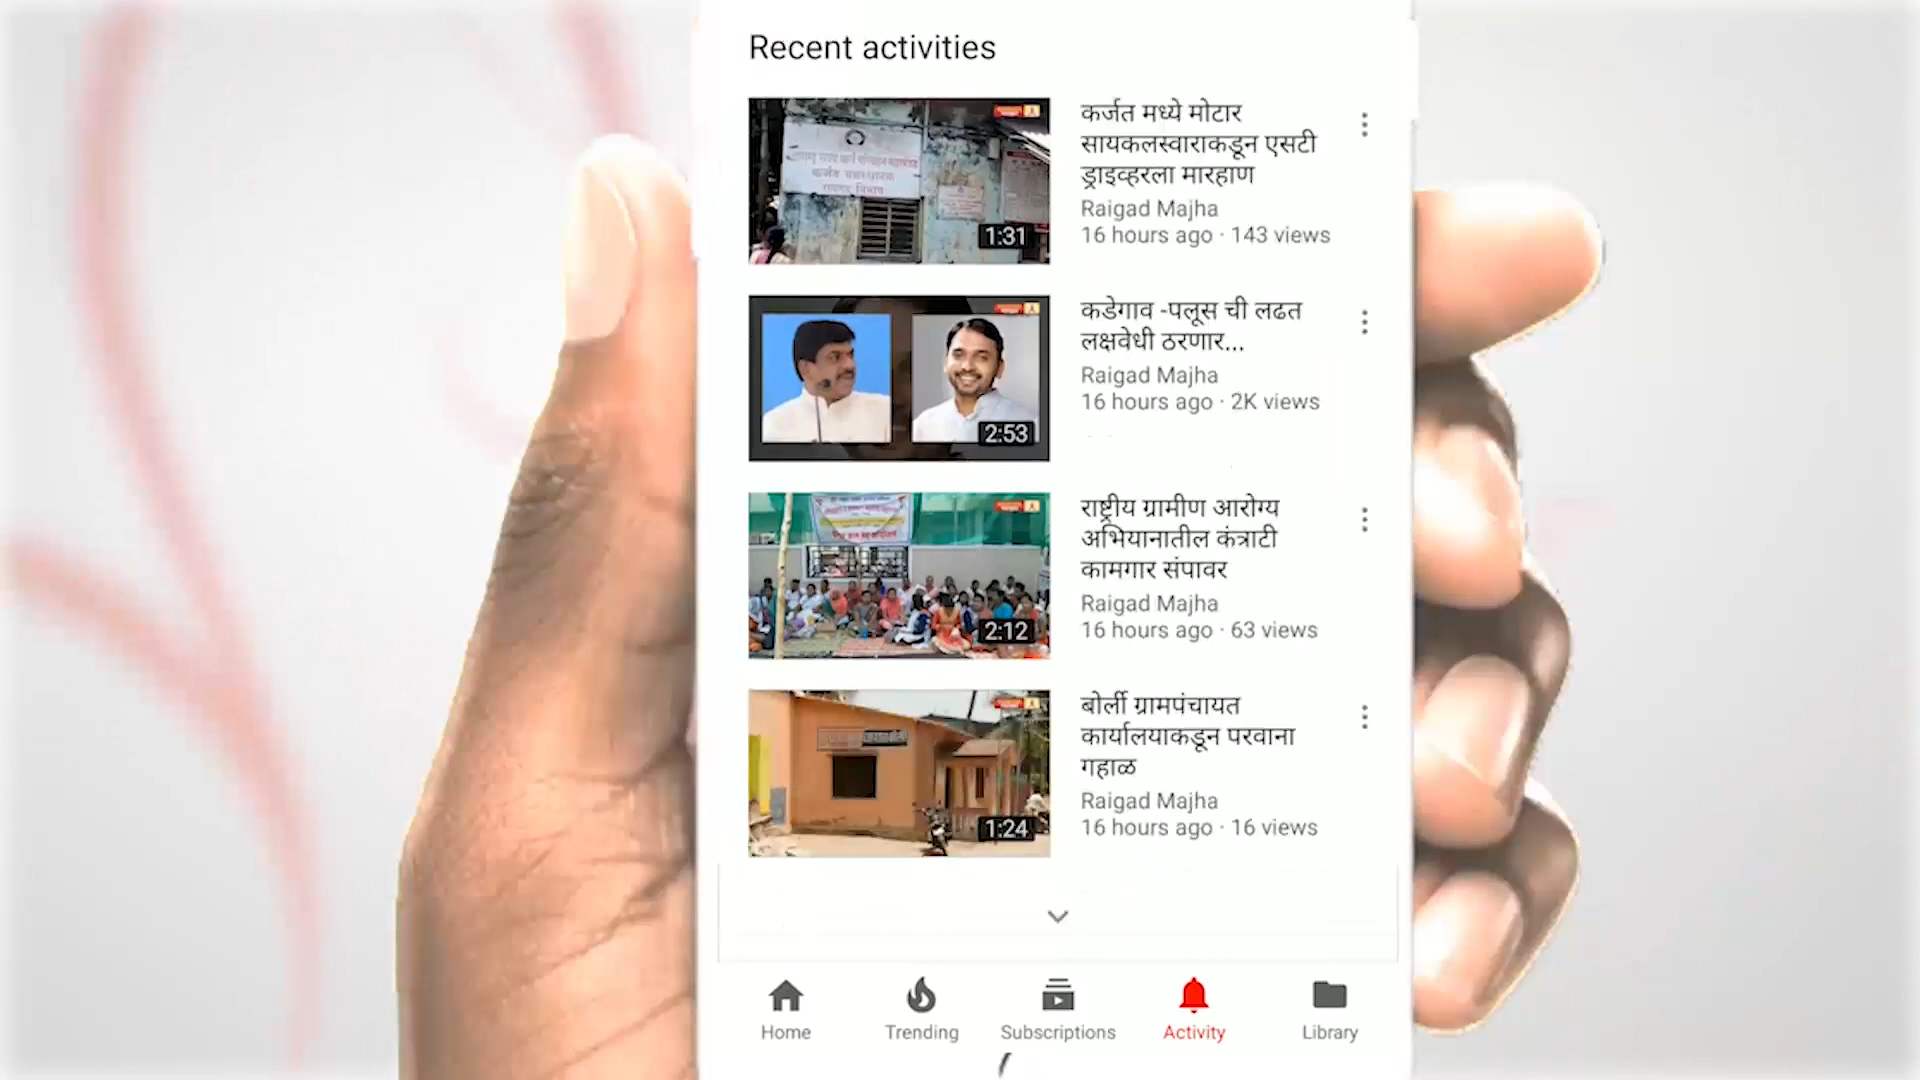 Recent activities
कर्जत मध्ये मोटार
सायकलस्वाराकडून एसटी
ड्राइव्हरला मारहाण
Raigad Majha
16 hours ago · 143 views
1:31
कडेगाव -पलूस ची लढत
लक्षवेधी ठरणार...
Raigad Majha
16 hours ago · 2K views
2:53
राष्ट्रीय ग्रामीण आरोग्य
अभियानातील कंत्राटी
कामगार संपावर
Raigad Majha
16 hours ago · 63 views
2:12
बोर्ली ग्रामपंचायत
कार्यालयाकडून परवाना
गहाळ
Raigad Majha
16 hours ago · 16 views
1:24
Home
Trending
Subscriptions
Activity
Library